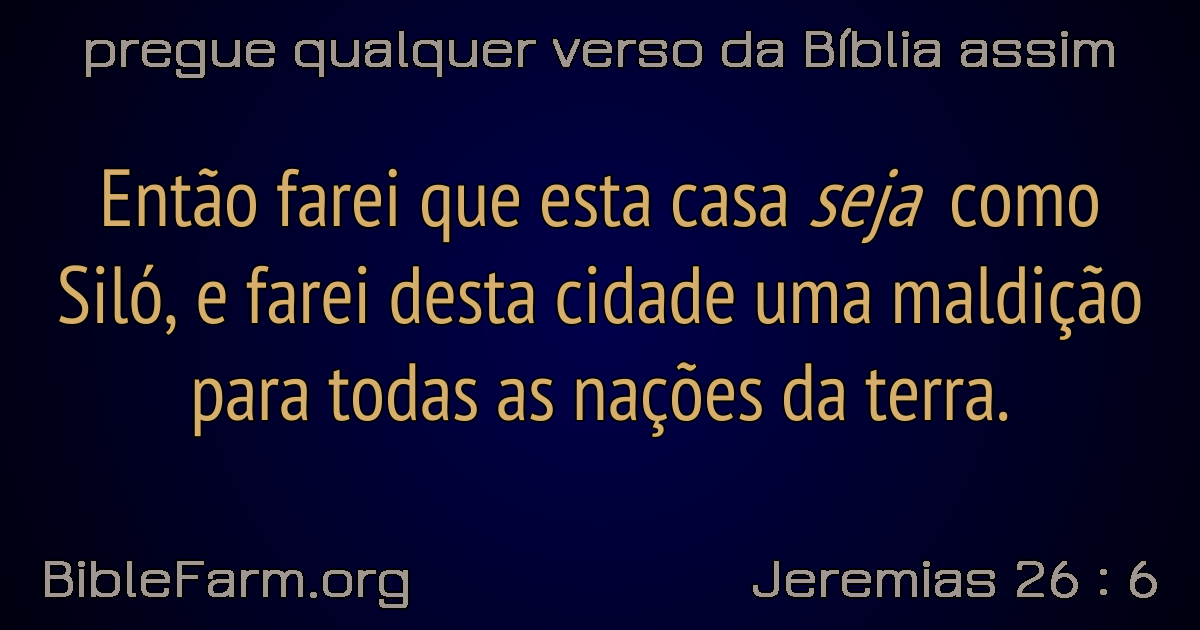 pregue qualquer verso da Bíblia assim
Então farei que esta casa seja como
Siló, e farei desta cidade uma maldição
para todas as nações da terra.
BibleFarm.org
Jeremias 26 : 6